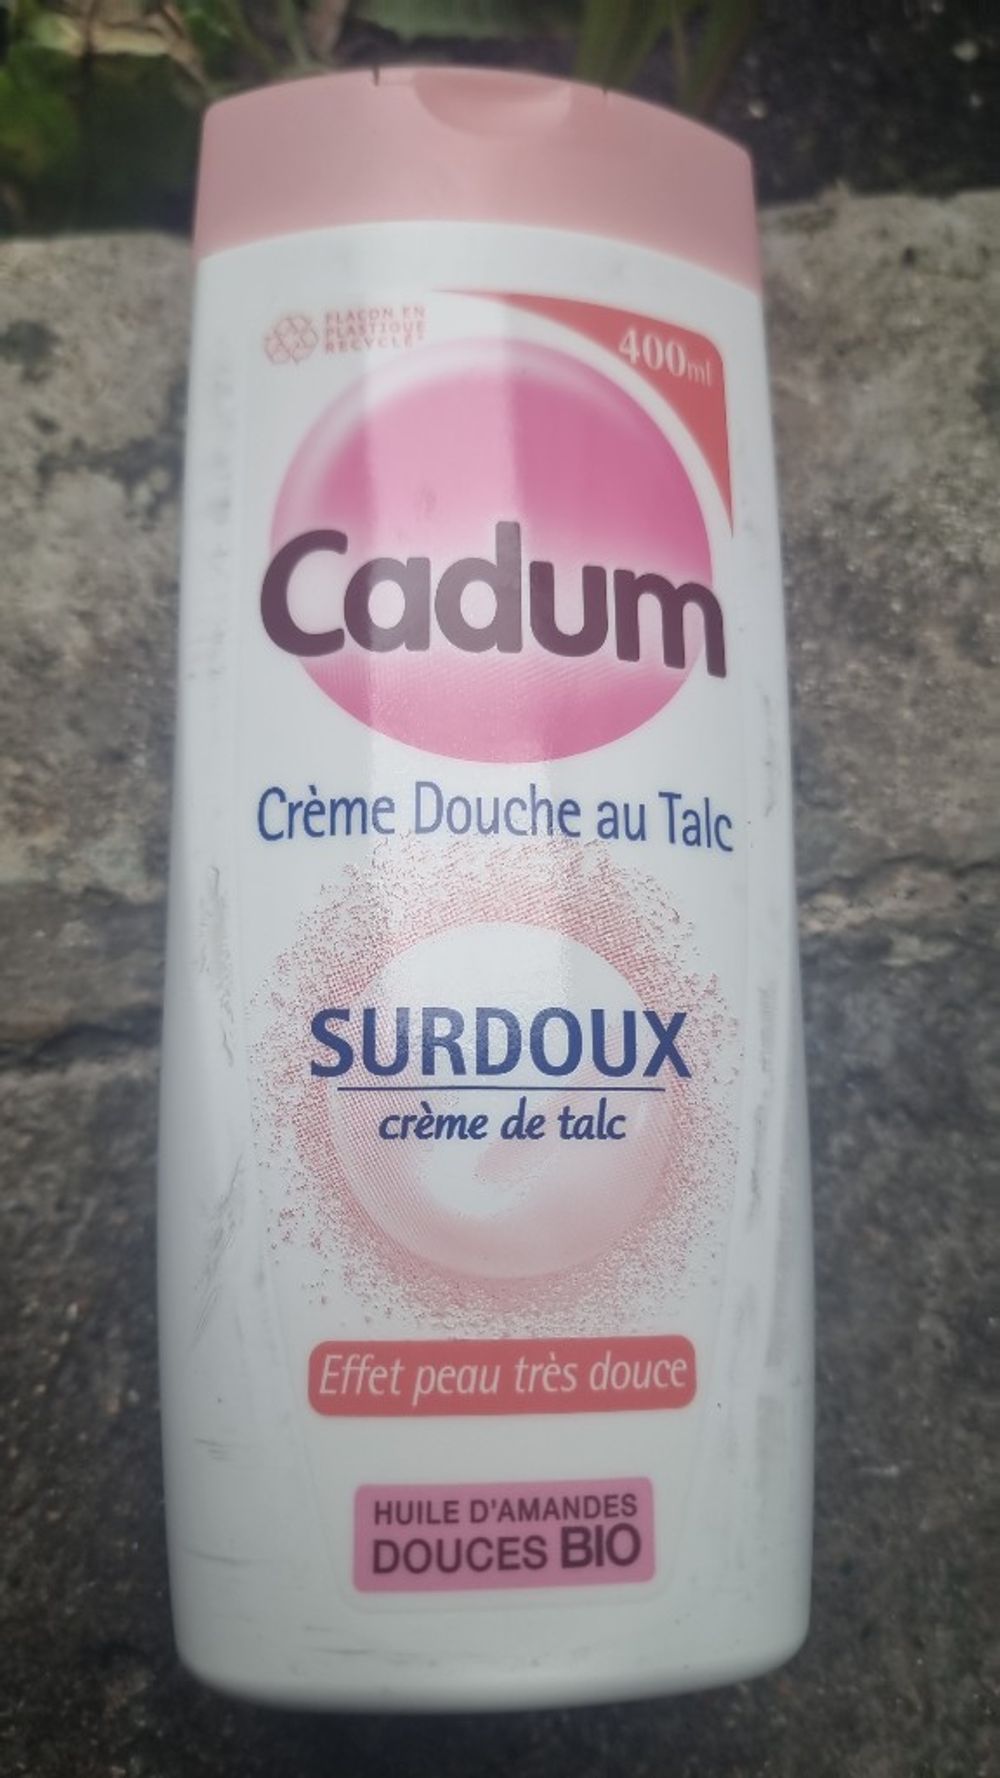 FLACON EN
PLASTIQUE
RECYCLÉ*
400ml
Cadum
Crème Douche au Talc
SURDOUX
crème de talc
Effet peau très douce
HUILE D'AMANDES
DOUCES BIO